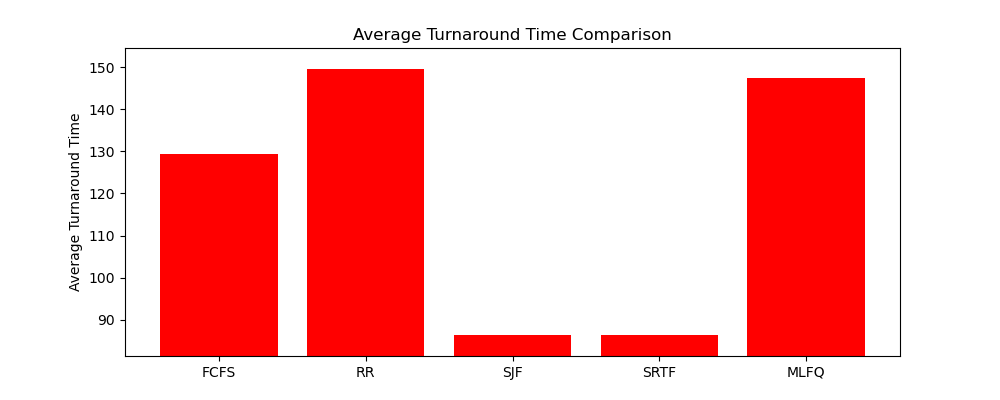 Average Turnaround Time Comparison
Average Turnaround Time
150
140
130
120
110
100
90
FCFS RR SJF SRTF MLFQ